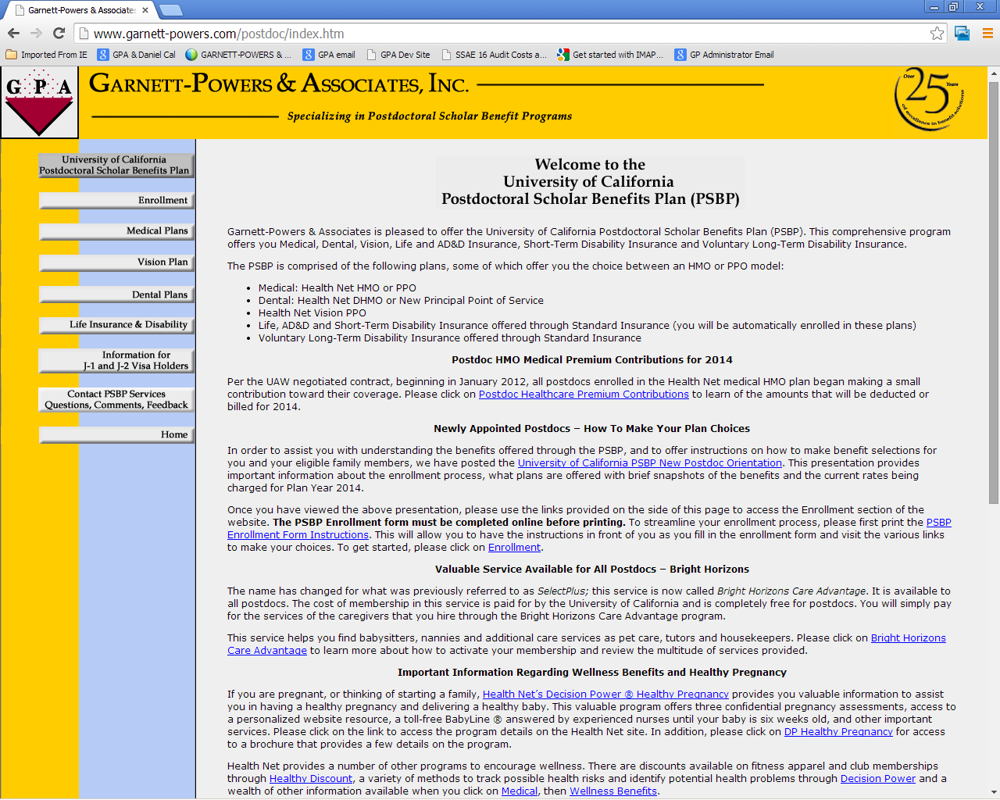 Garnett-Powers & Associates
www.garnett-powers.com/postdoc/index.htm
Imported From IE
GPA & Daniel Cal
GARNETT-POWERS & ...
GPA email
GPA Dev Site
SSAE 16 Audit Costs a...
Get started with IMAP...
GP Administrator Email
G P A
GARNETT-POWERS & ASSOCIATES, INC.
Specializing in Postdoctoral Scholar Benefit Programs
Over 25 Years
of excellence in benefit solutions
University of California
Postdoctoral Scholar Benefits Plan
Enrollment
Medical Plans
Vision Plan
Dental Plans
Life Insurance & Disability
Information for
J-1 and J-2 Visa Holders
Contact PSBP Services
Questions, Comments, Feedback
Home
Welcome to the
University of California
Postdoctoral Scholar Benefits Plan (PSBP)
Garnett-Powers & Associates is pleased to offer the University of California Postdoctoral Scholar Benefits Plan (PSBP). This comprehensive program
offers you Medical, Dental, Vision, Life and AD&D Insurance, Short-Term Disability Insurance and Voluntary Long-Term Disability Insurance.
The PSBP is comprised of the following plans, some of which offer you the choice between an HMO or PPO model:
• Medical: Health Net HMO or PPO
• Dental: Health Net DHMO or New Principal Point of Service
• Health Net Vision PPO
• Life, AD&D and Short-Term Disability Insurance offered through Standard Insurance (you will be automatically enrolled in these plans)
• Voluntary Long-Term Disability Insurance offered through Standard Insurance
Postdoc HMO Medical Premium Contributions for 2014
Per the UAW negotiated contract, beginning in January 2012, all postdocs enrolled in the Health Net medical HMO plan began making a small
contribution toward their coverage. Please click on Postdoc Healthcare Premium Contributions to learn of the amounts that will be deducted or
billed for 2014.
Newly Appointed Postdocs – How To Make Your Plan Choices
In order to assist you with understanding the benefits offered through the PSBP, and to offer instructions on how to make benefit selections for
you and your eligible family members, we have posted the University of California PSBP New Postdoc Orientation. This presentation provides
important information about the enrollment process, what plans are offered with brief snapshots of the benefits and the current rates being
charged for Plan Year 2014.
Once you have viewed the above presentation, please use the links provided on the side of this page to access the Enrollment section of the
website. The PSBP Enrollment form must be completed online before printing. To streamline your enrollment process, please first print the PSBP
Enrollment Form Instructions. This will allow you to have the instructions in front of you as you fill in the enrollment form and visit the various links
to make your choices. To get started, please click on Enrollment.
Valuable Service Available for All Postdocs – Bright Horizons
The name has changed for what was previously referred to as SelectPlus; this service is now called Bright Horizons Care Advantage. It is available to
all postdocs. The cost of membership in this service is paid for by the University of California and is completely free for postdocs. You will simply pay
for the services of the caregivers that you hire through the Bright Horizons Care Advantage program.
This service helps you find babysitters, nannies and additional care services as pet care, tutors and housekeepers. Please click on Bright Horizons
Care Advantage to learn more about how to activate your membership and review the multitude of services provided.
Important Information Regarding Wellness Benefits and Healthy Pregnancy
If you are pregnant, or thinking of starting a family, Health Net's Decision Power ® Healthy Pregnancy provides you valuable information to assist
you in having a healthy pregnancy and delivering a healthy baby. This valuable program offers three confidential pregnancy assessments, access to
a personalized website resource, a toll-free BabyLine ® answered by experienced nurses until your baby is six weeks old, and other important
services. Please click on the link to access the program details on the Health Net site. In addition, please click on DP Healthy Pregnancy for access
to a brochure that provides a few details on the program.
Health Net provides a number of other programs to encourage wellness. There are discounts available on fitness apparel and club memberships
through Healthy Discount, a variety of methods to track possible health risks and identify potential health problems through Decision Power and a
wealth of other information available when you click on Medical, then Wellness Benefits.